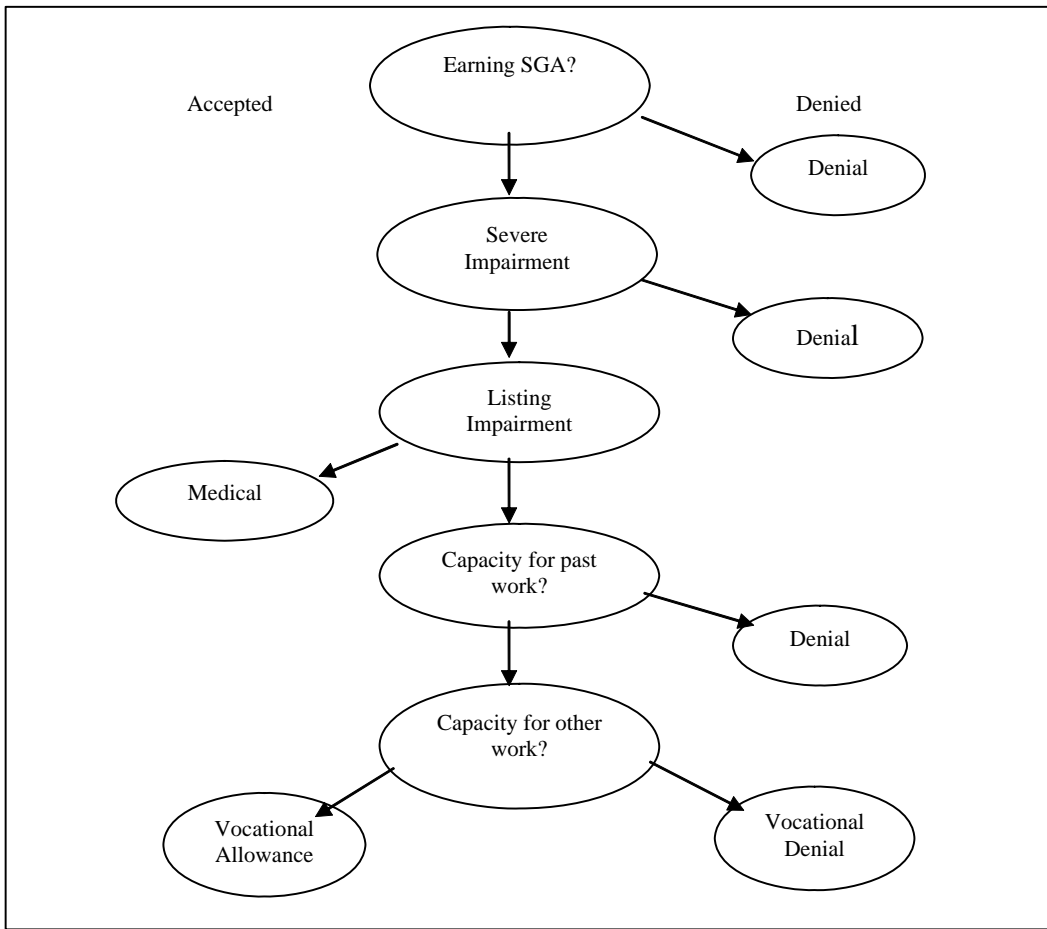 Earning SGA?
Accepted
Denied
Denial
Severe
Impairment
Denial
Listing
Impairment
Medical
Capacity for past
work?
Denial
Capacity for other
work?
Vocational
Allowance
Vocational
Denial